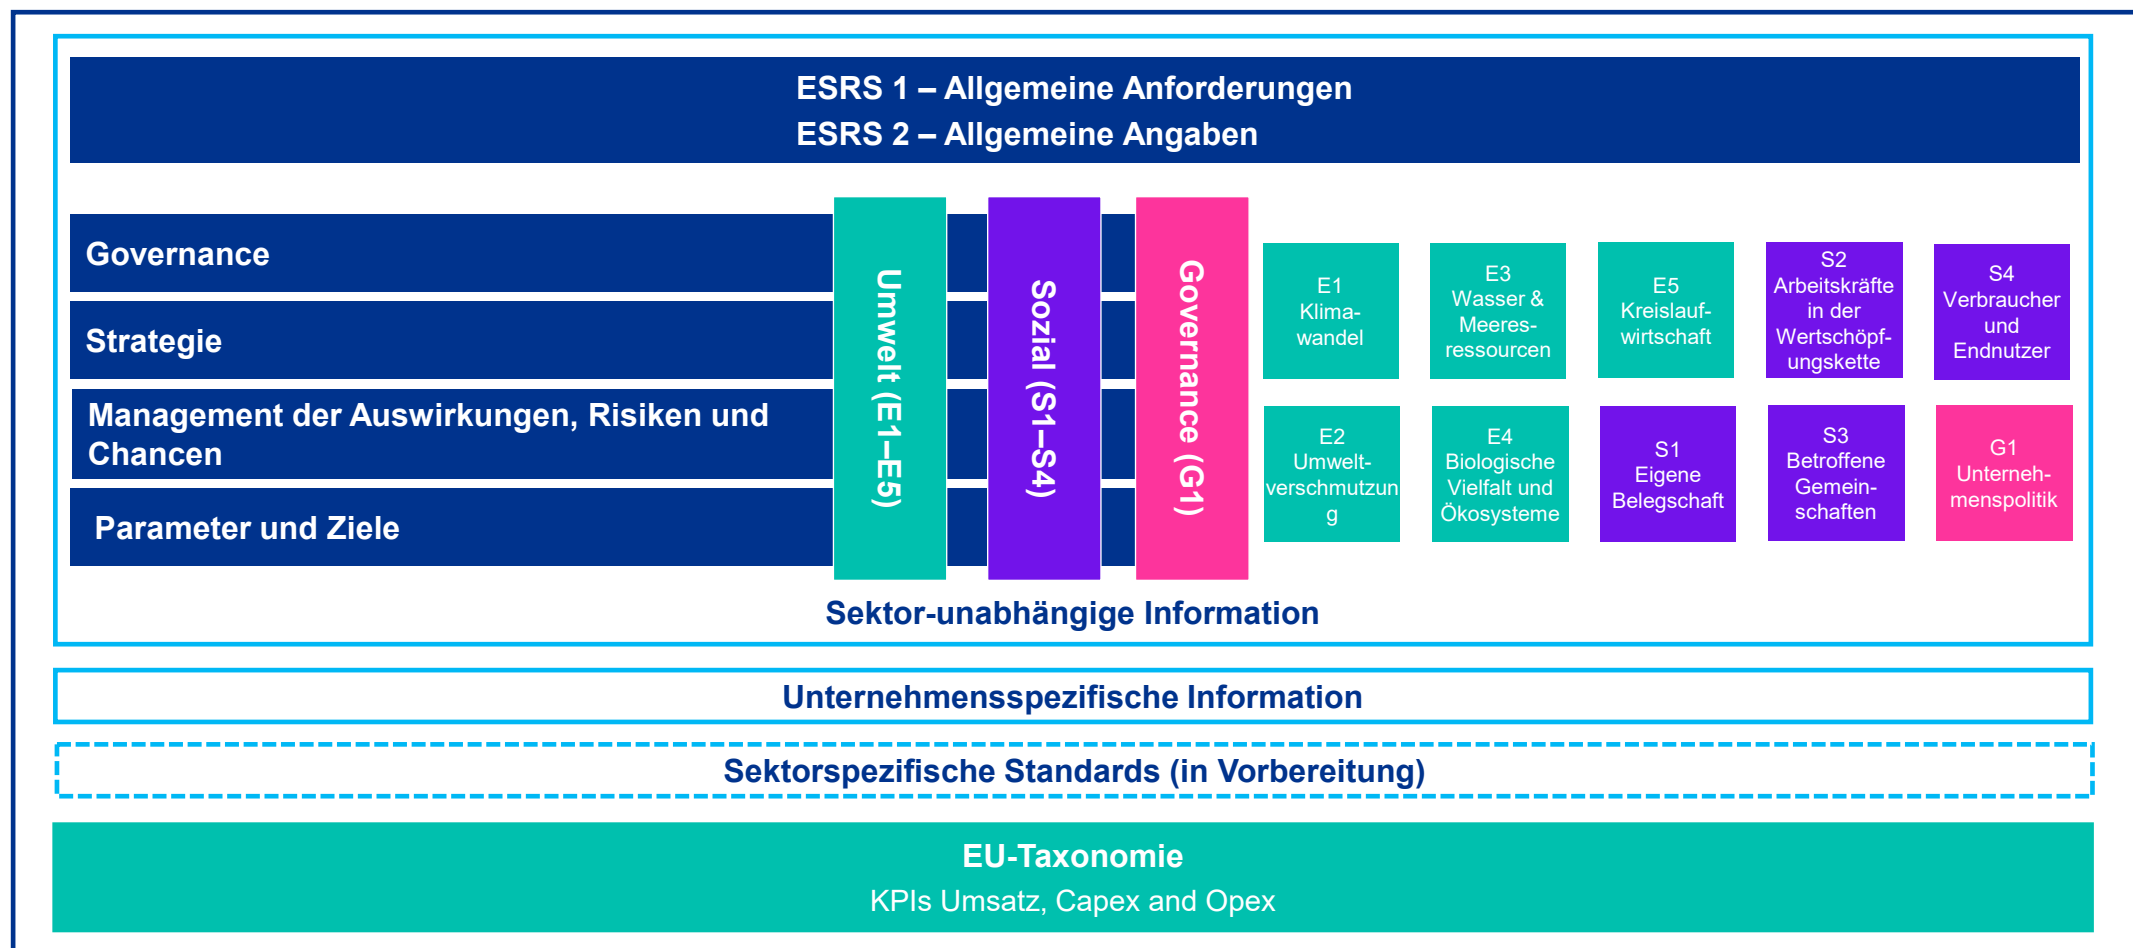 ESRS 1 – Allgemeine Anforderungen
ESRS 2 – Allgemeine Angaben
Governance
Strategie
Management der Auswirkungen, Risiken und
Chancen
Parameter und Ziele
Umwelt (E1–E5)
Sozial (S1–S4)
Governance (G1)
E1
Klima-
wandel
E3
Wasser &
Meeres-
ressourcen
E5
Kreislauf-
wirtschaft
S2
Arbeitskräfte
in der
Wertschöpf-
ungskette
S4
Verbraucher
und
Endnutzer
E2
Umwelt-
verschmutzun
g
E4
Biologische
Vielfalt und
Ökosysteme
S1
Eigene
Belegschaft
S3
Betroffene
Gemein-
schaften
G1
Unterneh-
menspolitik
Sektor-unabhängige Information
Unternehmensspezifische Information
Sektorspezifische Standards (in Vorbereitung)
EU-Taxonomie
KPIs Umsatz, Capex and Opex